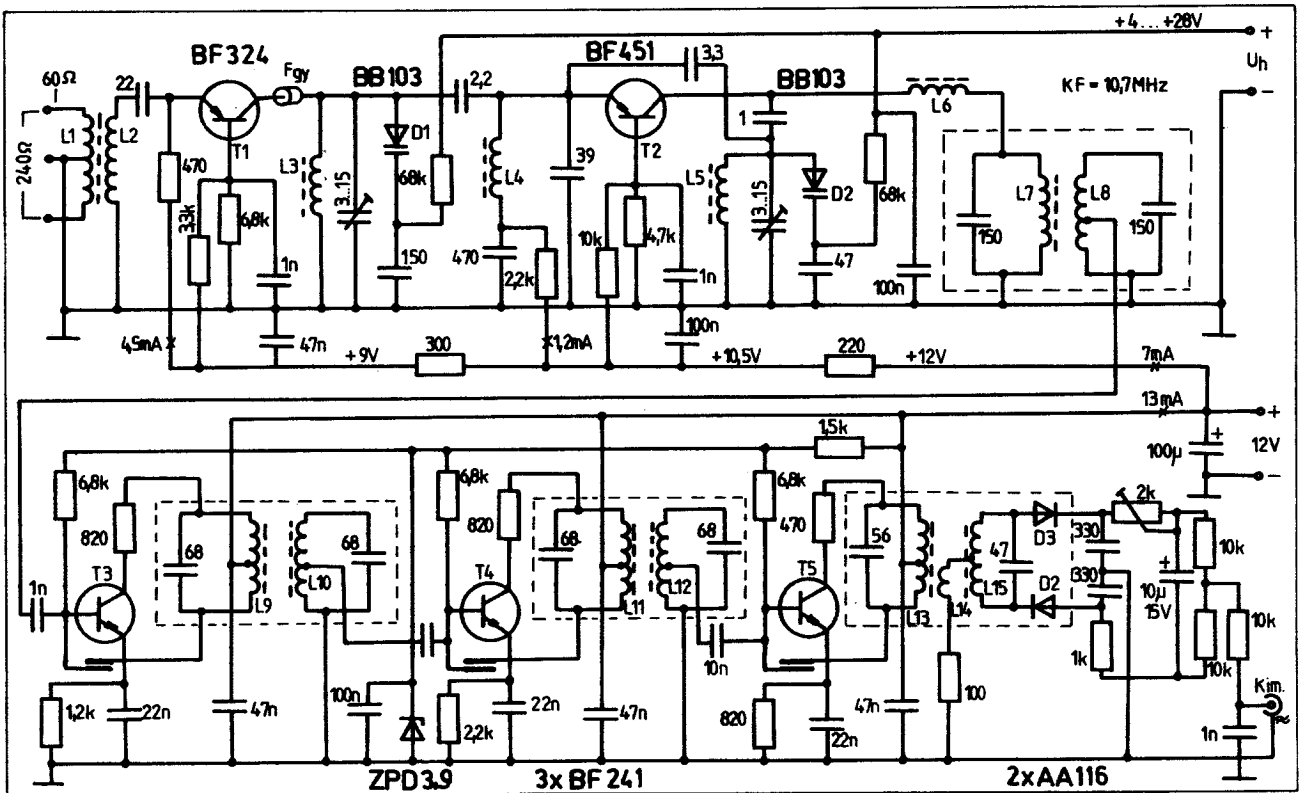 +4...+28V
+
Uh
−
BF324
Fgy
BB103
2,2
BF451
3,3
BB103
L6
KF = 10,7MHz
60Ω
240Ω
L1
L2
22
T1
470
3,3k
6,8k
1n
L3
3...15
D1
68k
150
L4
470
2,2k
39
T2
10k
4,7k
1n
1
L5
3...15
D2
47
68k
100n
150
L7
L8
150
4,5mA
47n
+9V
300
1,2mA
100n
+10,5V
220
+12V
7mA
13mA
+
12V
−
100µ
+
6,8k
820
T3
1n
1,2k
22n
68
L9
L10
68
47n
100n
6,8k
820
T4
2,2k
22n
68
L11
L12
68
47n
10n
1,5k
6,8k
470
T5
820
22n
56
L13
L14
L15
47
D3
D2
47n
100
330
330
1k
2k
+
10µ
15V
10k
10k
10k
1n
Kim.
≈
ZPD3.9
3xBF241
2xAA116